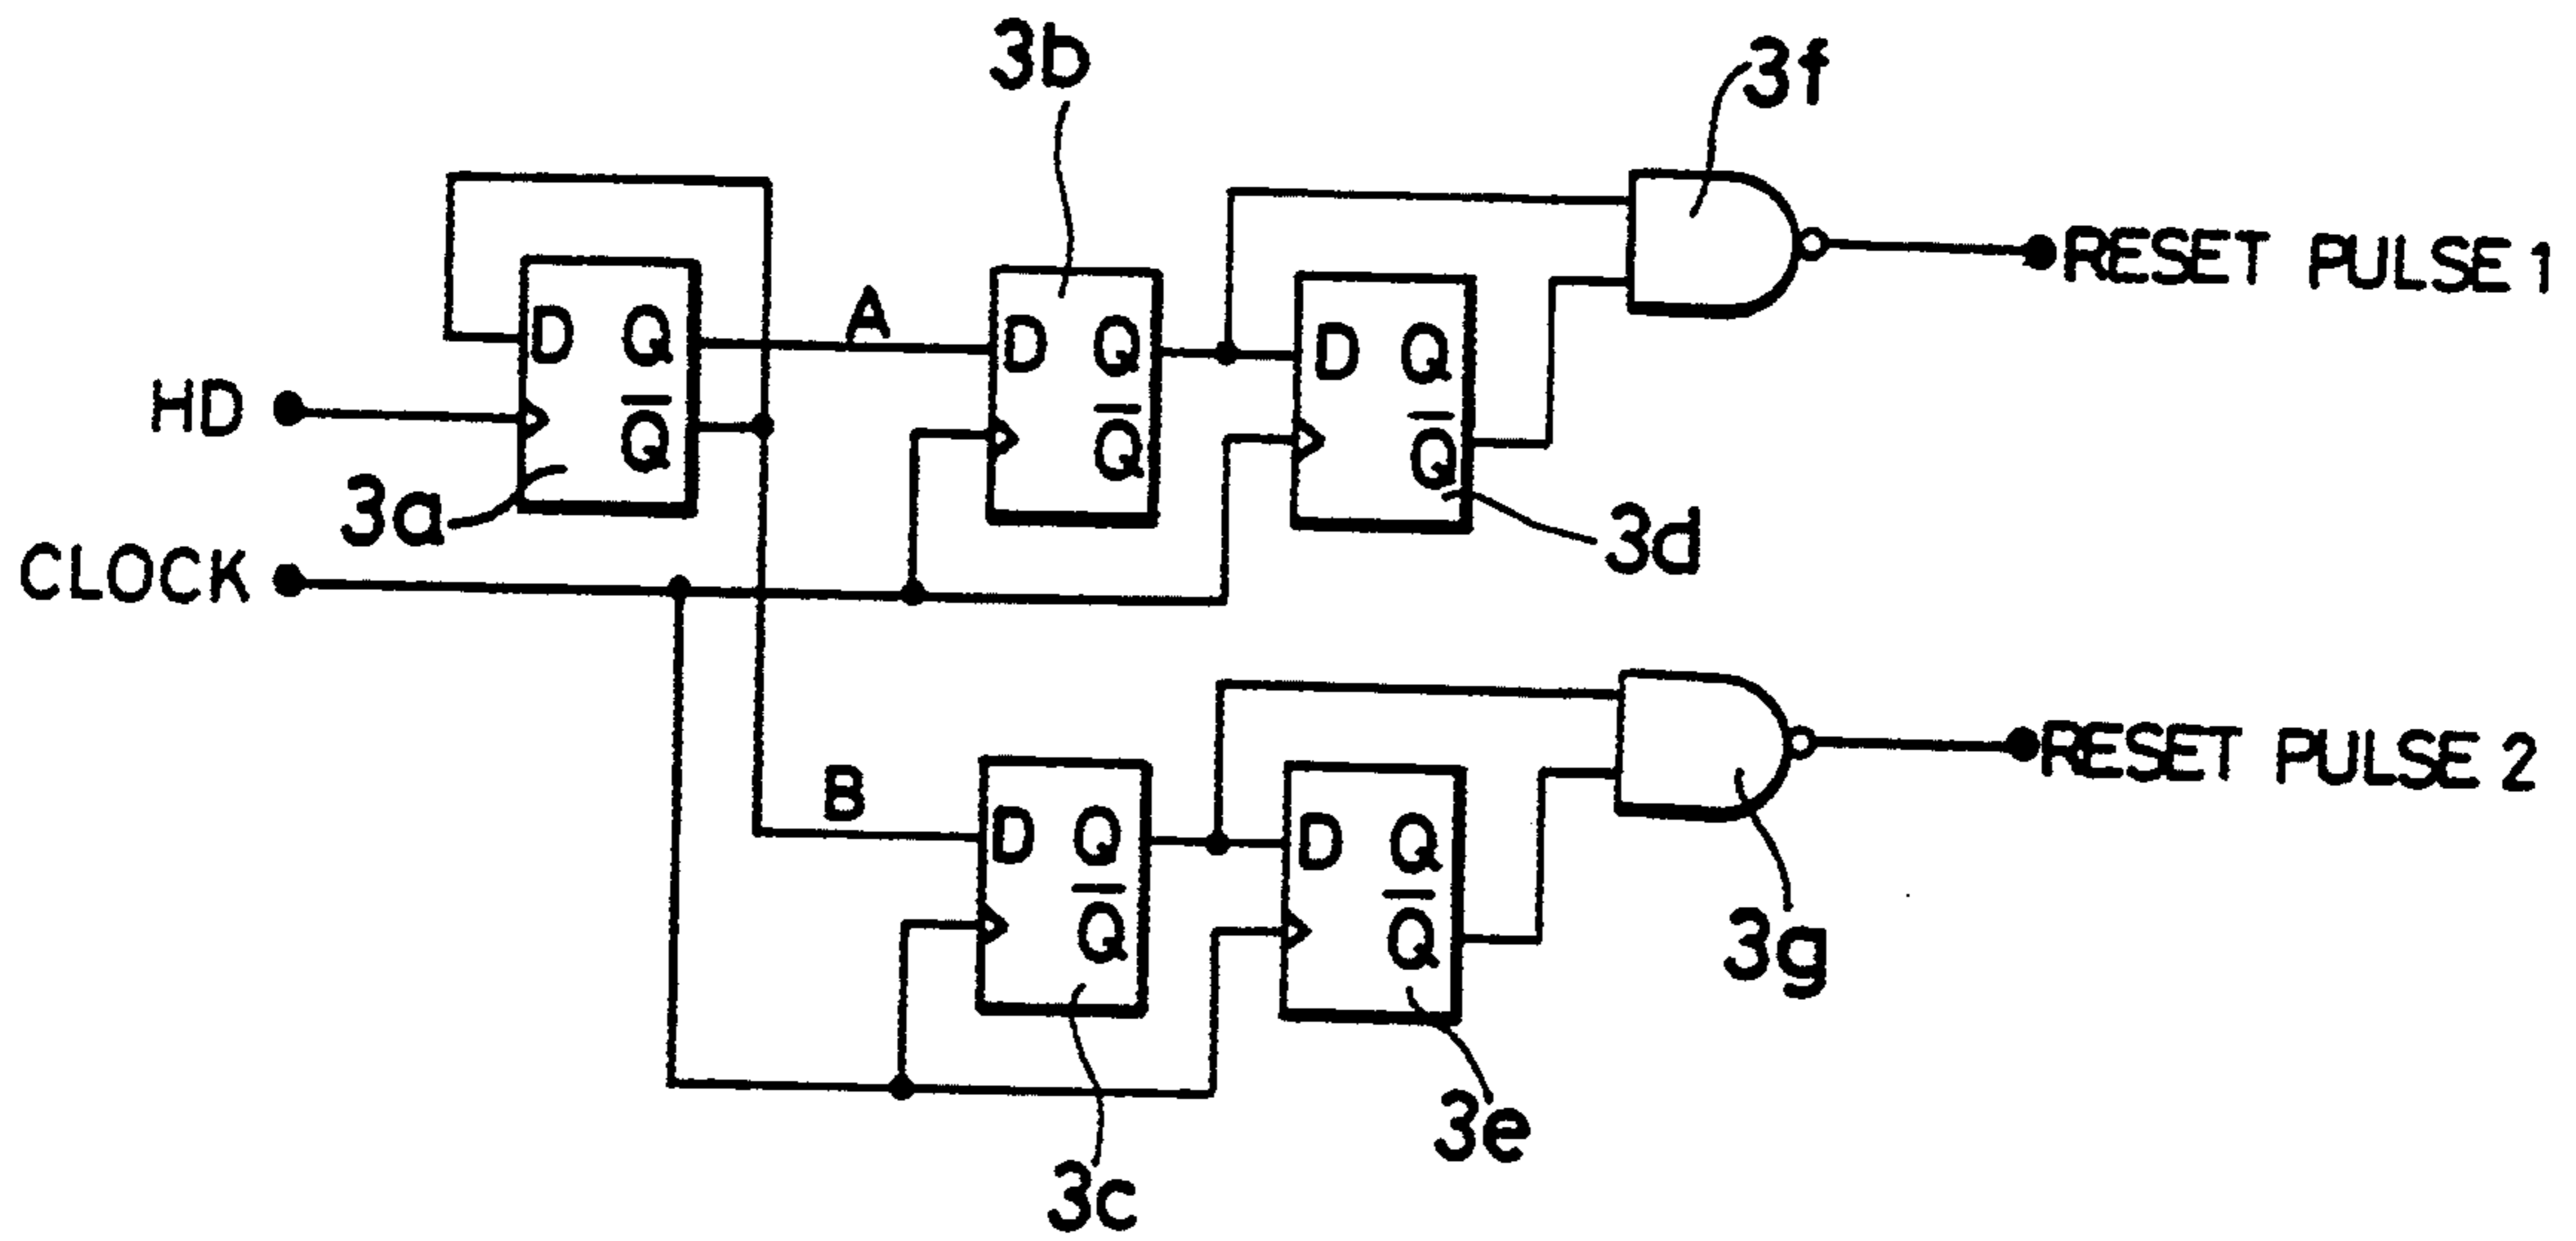 3b
3f
RESET PULSE 1
D Q
Q̅
A
D Q
Q̅
D Q
Q̅
HD
3a
3d
CLOCK
RESET PULSE 2
B
D Q
Q̅
D Q
Q̅
3g
3e
3c